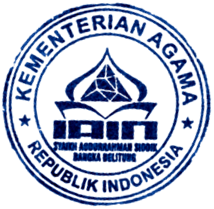 KEMENTERIAN AGAMA
IAIN
SYAIKH ABDURRAHMAN SIDDIK
BANGKA BELITUNG
REPUBLIK INDONESIA